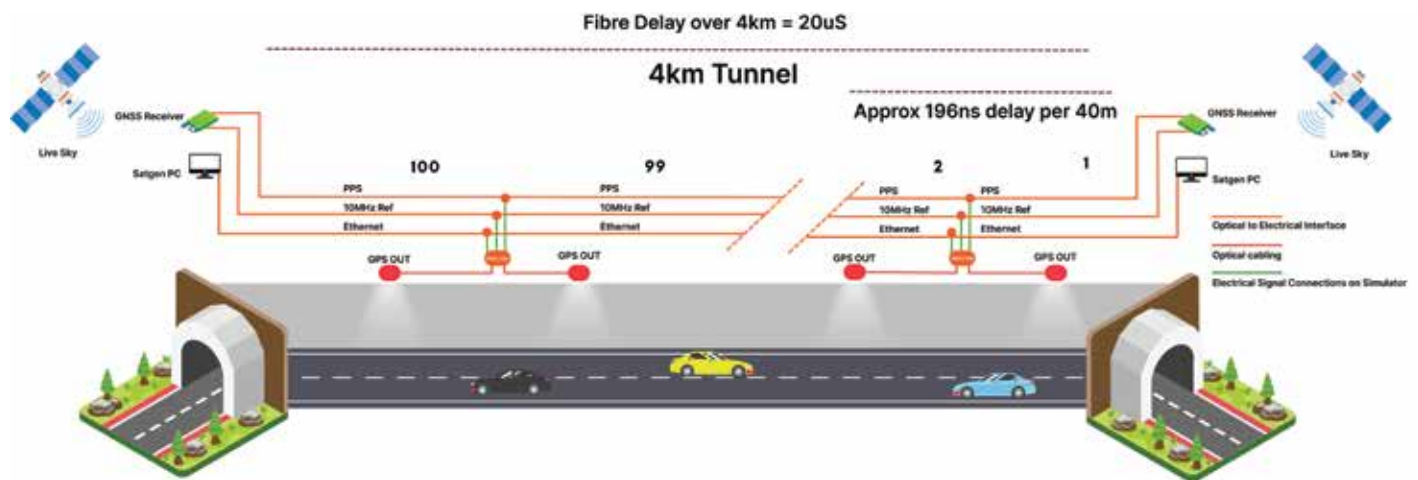 Fibre Delay over 4km = 20uS
4km Tunnel
Approx 196ns delay per 40m
GNSS Receiver
Live Sky
Satgen PC
100
99
2
1
GNSS Receiver
Live Sky
Satgen PC
PPS
PPS
PPS
PPS
10MHz Ref
10MHz Ref
10MHz Ref
10MHz Ref
Ethernet
Ethernet
Ethernet
Ethernet
GPS OUT
GPS OUT
GPS OUT
GPS OUT
Optical to Electrical Interface
Optical cabling
Electrical Signal Connections on Simulator